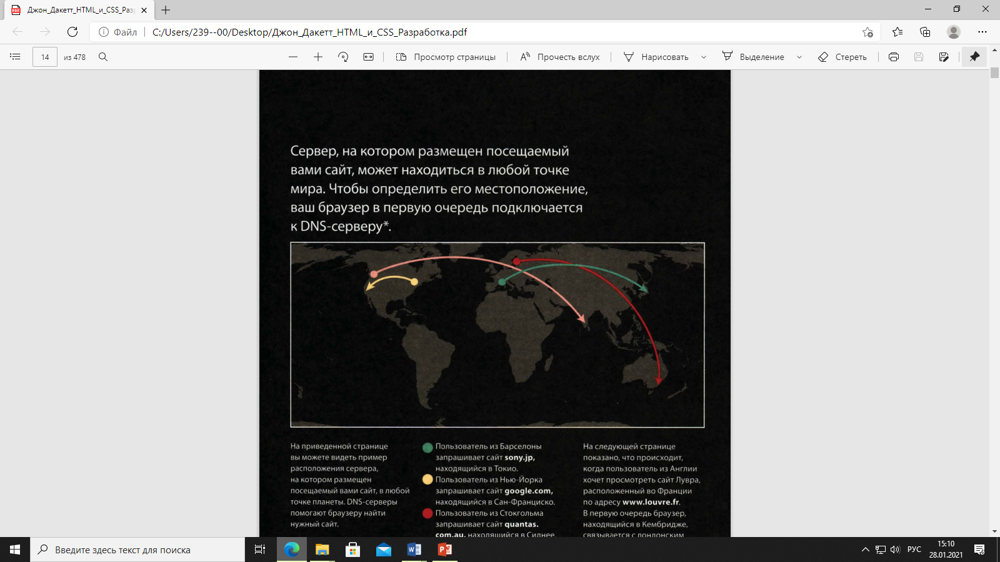 Джон_Дакетт_HTML_и_CSS_Разр
Файл
C:/Users/239--00/Desktop/Джон_Дакетт_HTML_и_CSS_Разработка.pdf
14 из 478
Просмотр страницы
Прочесть вслух
Нарисовать
Выделение
Стереть
Сервер, на котором размещен посещаемый
вами сайт, может находиться в любой точке
мира. Чтобы определить его местоположение,
ваш браузер в первую очередь подключается
к DNS-серверу*.
На приведенной странице
вы можете видеть пример
расположения сервера,
на котором размещен
посещаемый вами сайт, в любой
точке планеты. DNS-серверы
помогают браузеру найти
нужный сайт.
Пользователь из Барселоны
запрашивает сайт sony.jp,
находящийся в Токио.
Пользователь из Нью-Йорка
запрашивает сайт google.com,
находящийся в Сан-Франциско.
Пользователь из Стокгольма
запрашивает сайт quantas.
com.au, находящийся в Сиднее.
На следующей странице
показано, что происходит,
когда пользователь из Англии
хочет просмотреть сайт Лувра,
расположенный во Франции
по адресу www.louvre.fr.
В первую очередь браузер,
находящийся в Кембридже,
связывается с лондонским
Введите здесь текст для поиска
РУС
15:10
28.01.2021